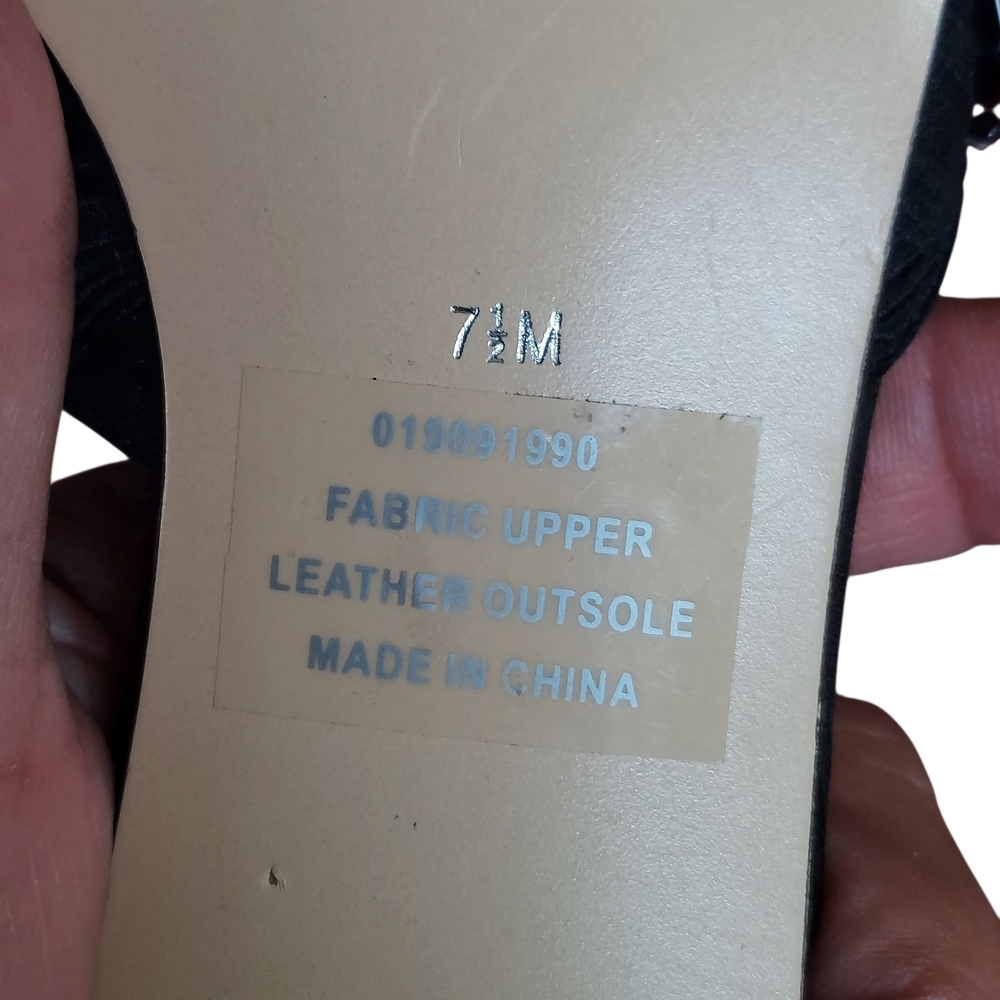 7½M
019091990
FABRIC UPPER
LEATHER OUTSOLE
MADE IN CHINA